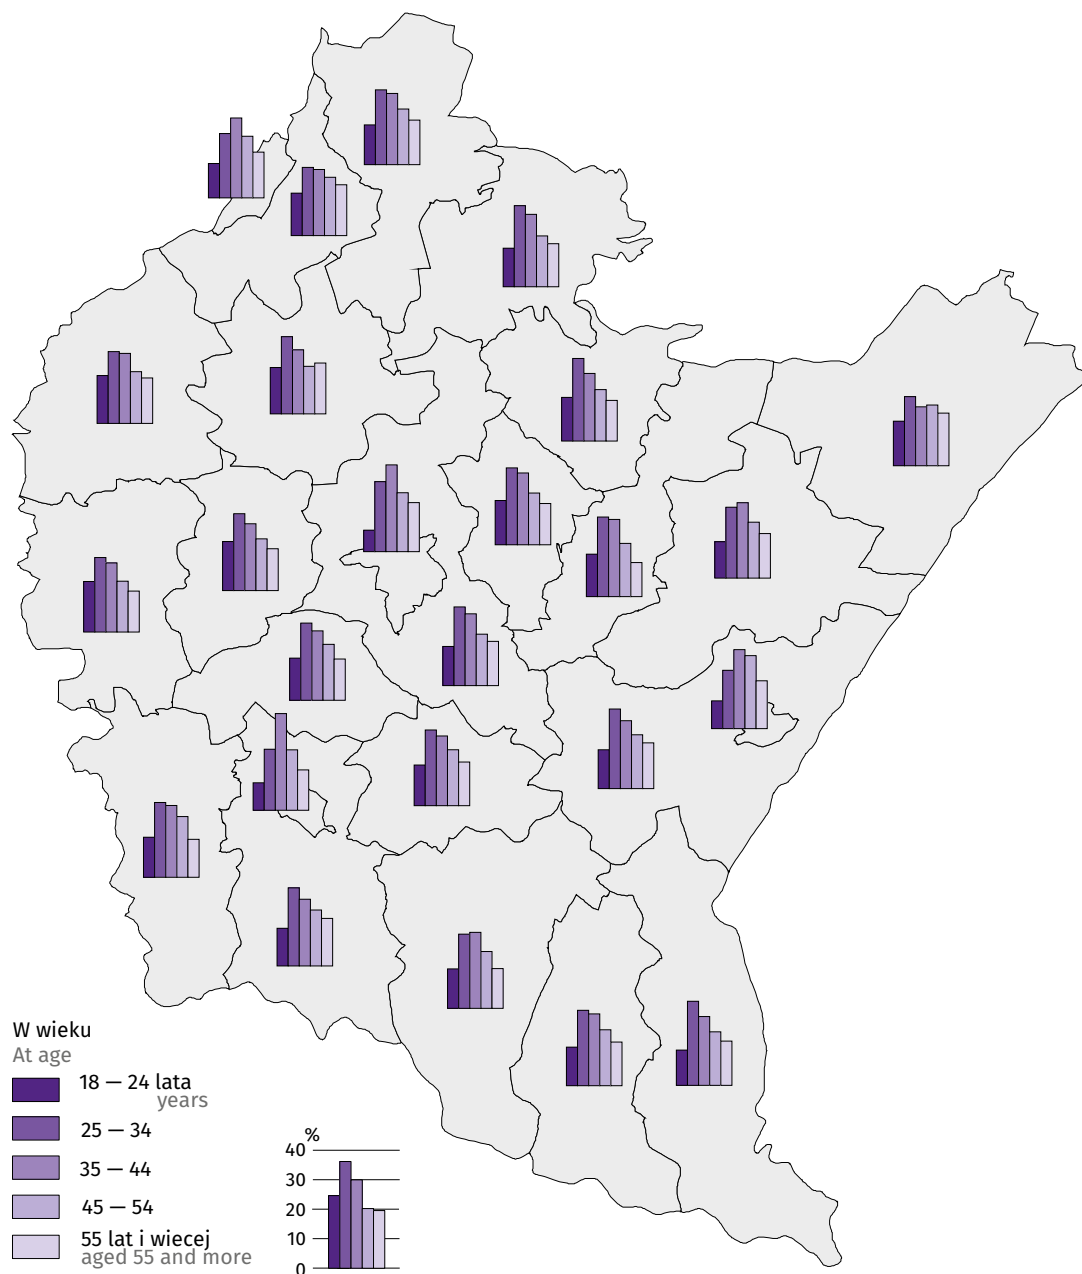 W wieku
At age
18 — 24 lata
years
25 — 34
35 — 44
45 — 54
55 lat i wiecej
aged 55 and more
%
40
30
20
10
0